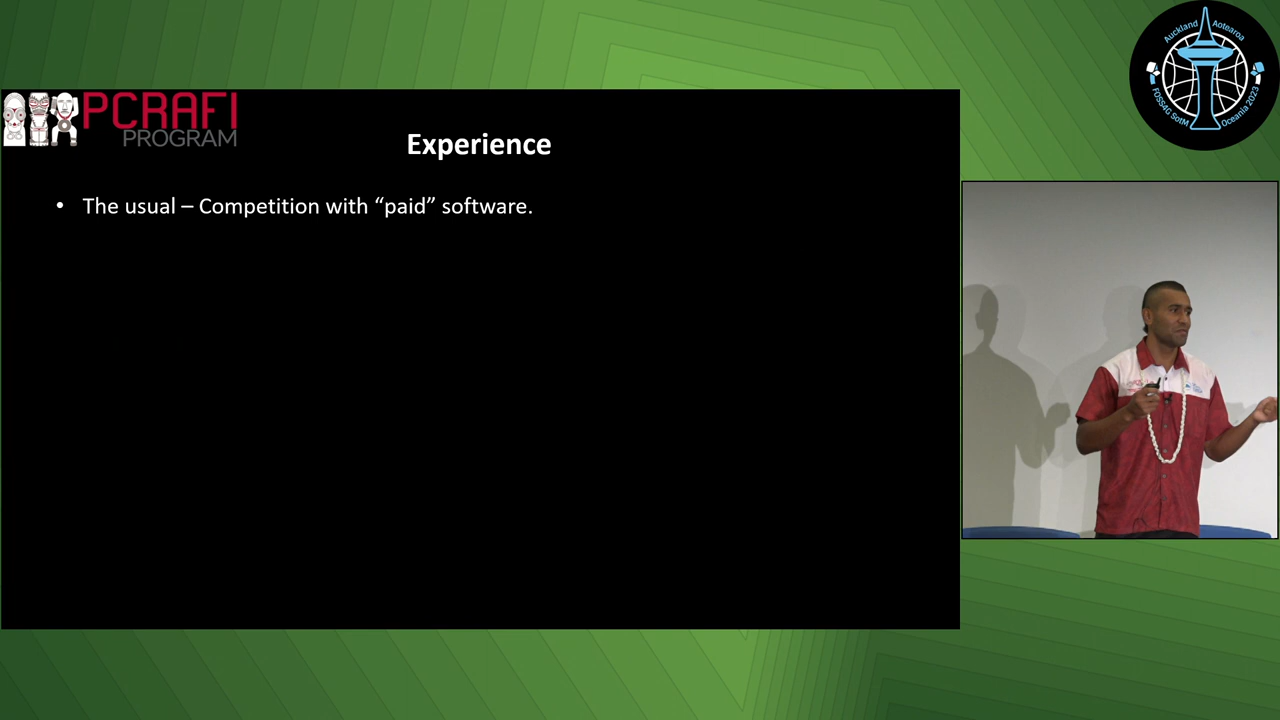 PCRAFI
PROGRAM
Experience
• The usual – Competition with “paid” software.
Auckland Aotearoa
FOSS4G SotM Oceania 2023